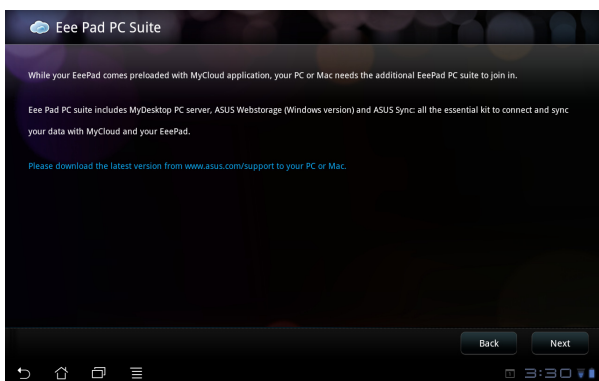 Eee Pad PC Suite
While your EeePad comes preloaded with MyCloud application, your PC or Mac needs the additional EeePad PC suite to join in.
Eee Pad PC suite includes MyDesktop PC server, ASUS Webstorage (Windows version) and ASUS Sync: all the essential kit to connect and sync
your data with MyCloud and your EeePad.
Please download the latest version from www.asus.com/support to your PC or Mac.
Back Next
3:30